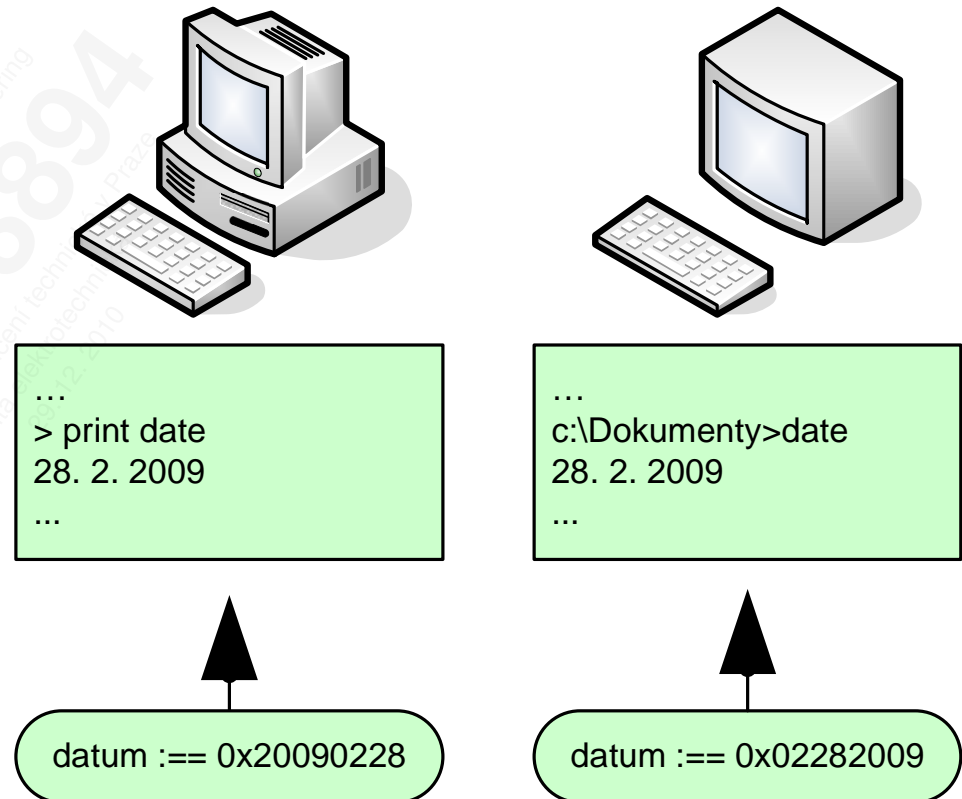 …
> print date
28. 2. 2009
...
…
c:\Dokumenty>date
28. 2. 2009
...
datum :== 0x20090228
datum :== 0x02282009